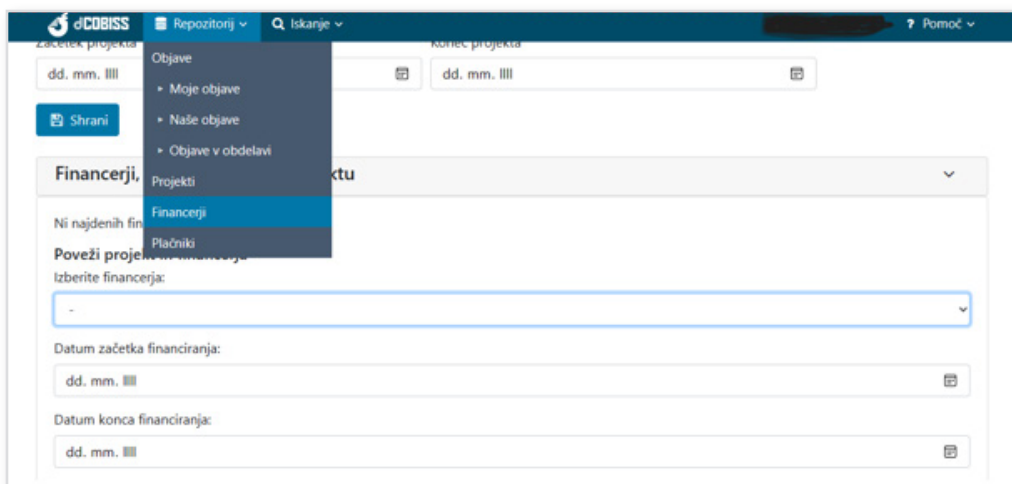 dCOBISS Repozitorij Iskanje ? Pomoč
Začetek projekta Konec projekta
dd. mm. llll dd. mm. llll
Objave
▸ Moje objave
▸ Naše objave
▸ Objave v obdelavi
Projekti
Financerji
Plačniki
Shrani
Financerji, ktu
Ni najdenih fin
Poveži proje
Izberite financerja:
-
Datum začetka financiranja:
dd. mm. llll
Datum konca financiranja:
dd. mm. llll